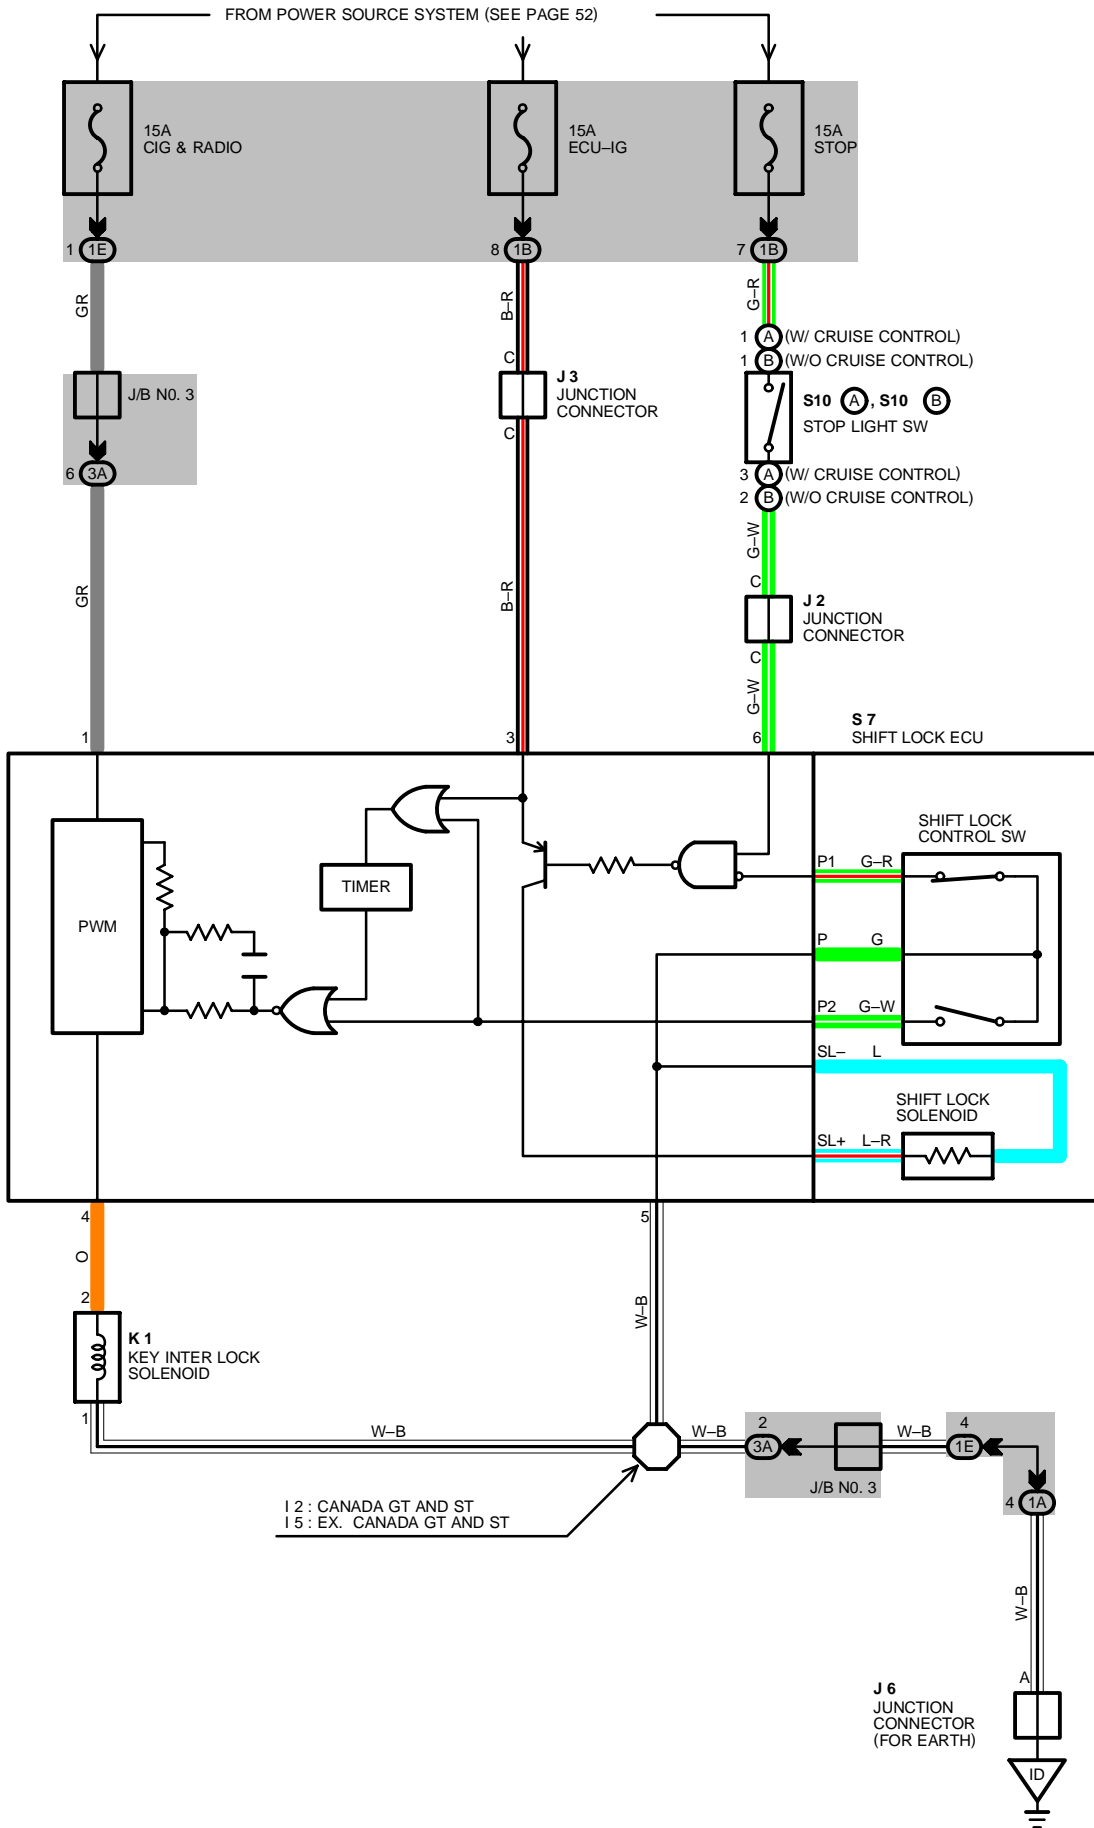 FROM POWER SOURCE SYSTEM (SEE PAGE 52)
15A
CIG & RADIO
15A
ECU–IG
15A
STOP
1 1E
8 1B
7 1B
GR
B–R
G–R
1 A (W/ CRUISE CONTROL)
1 B (W/O CRUISE CONTROL)
C
J/B N0. 3
J 3
JUNCTION
CONNECTOR
S10 A , S10 B
STOP LIGHT SW
C
6 3A
3 A (W/ CRUISE CONTROL)
2 B (W/O CRUISE CONTROL)
G–W
C
GR
B–R
J 2
JUNCTION
CONNECTOR
C
G–W
S 7
SHIFT LOCK ECU
1
3
6
SHIFT LOCK
CONTROL SW
P1 G–R
TIMER
PWM
P G
P2 G–W
SL– L
SHIFT LOCK
SOLENOID
SL+ L–R
4
5
O
2
W–B
K 1
KEY INTER LOCK
SOLENOID
1
W–B
W–B
2
3A
W–B
4
1E
J/B N0. 3
4 1A
I 2 : CANADA GT AND ST
I 5 : EX. CANADA GT AND ST
W–B
A
J 6
JUNCTION
CONNECTOR
(FOR EARTH)
ID